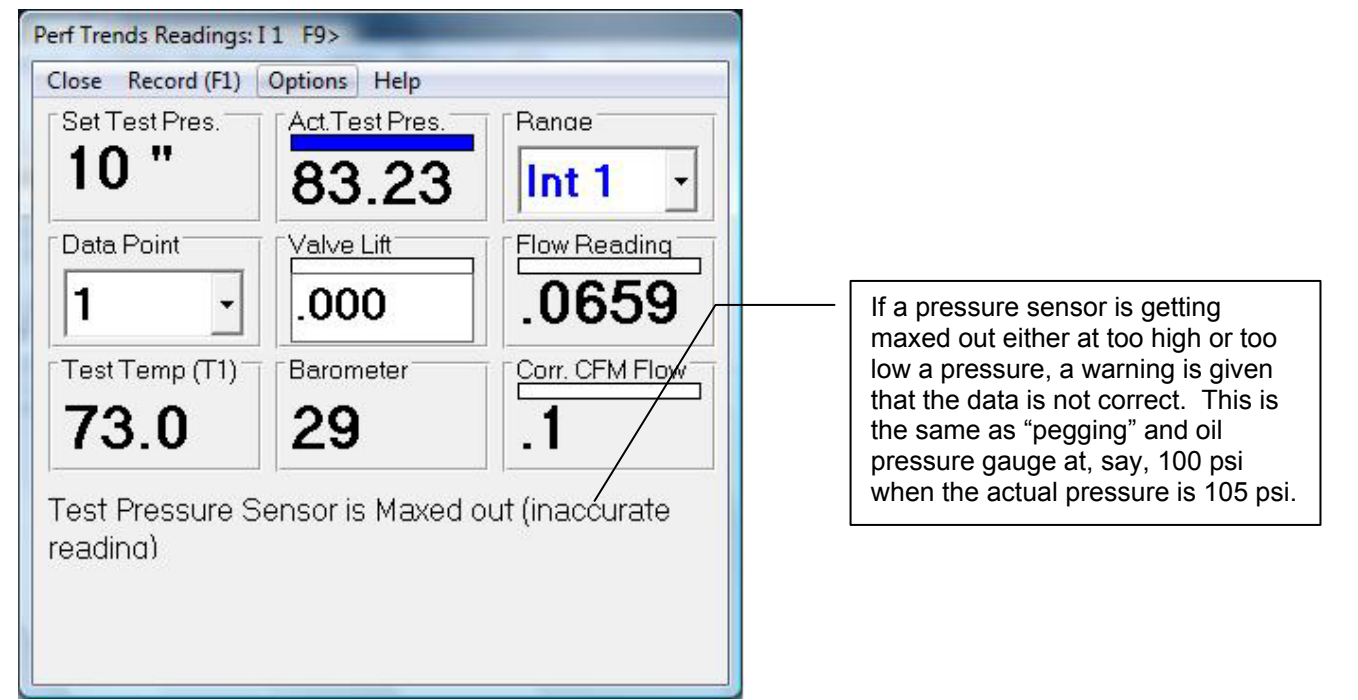 Perf Trends Readings: I 1 F9>
Close Record (F1) Options Help
Set Test Pres. Act.Test Pres. Range
10 " 83.23 Int 1
Data Point Valve Lift Flow Reading
1 .000 .0659
Test Temp (T1) Barometer Corr. CFM Flow
73.0 29 .1
Test Pressure Sensor is Maxed out (inaccurate
reading)
If a pressure sensor is getting
maxed out either at too high or too
low a pressure, a warning is given
that the data is not correct. This is
the same as “pegging” and oil
pressure gauge at, say, 100 psi
when the actual pressure is 105 psi.